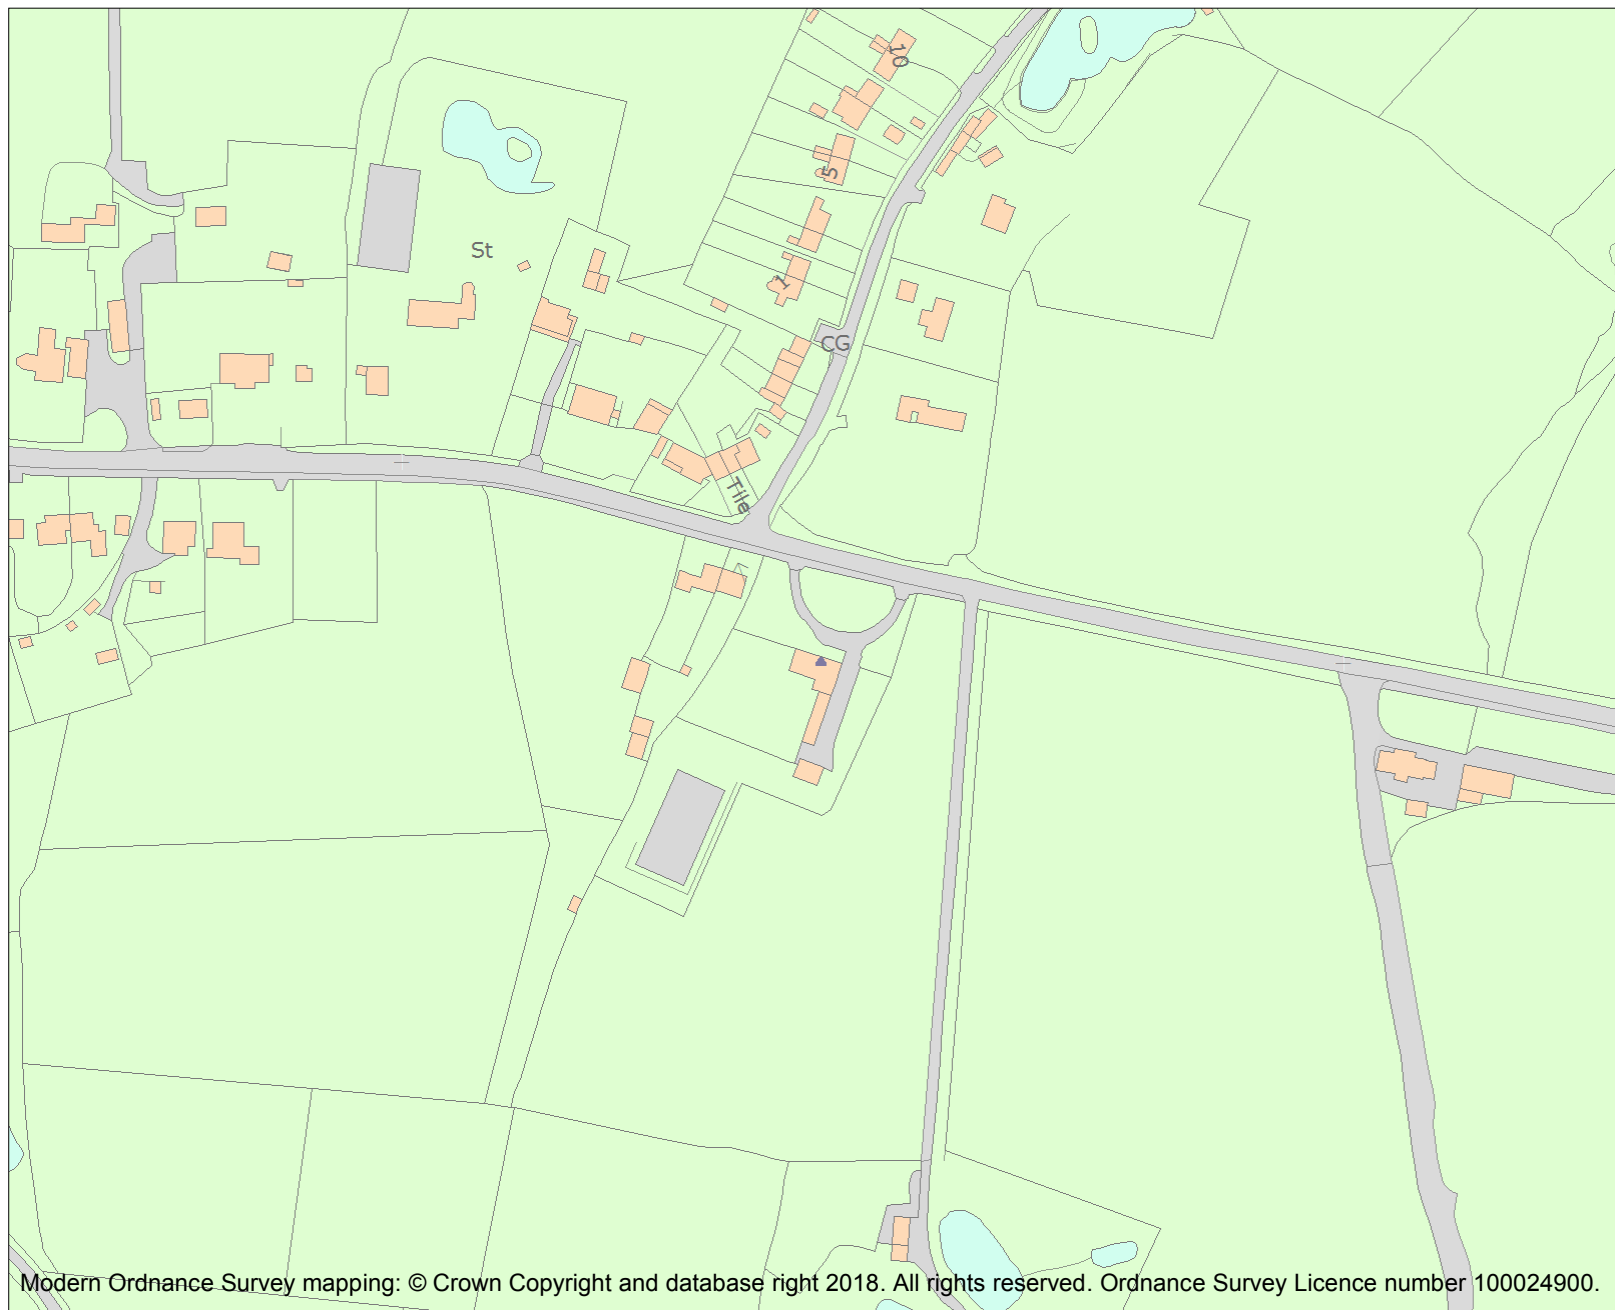 10
5
St
1
CG
Tile
Modern Ordnance Survey mapping: © Crown Copyright and database right 2018. All rights reserved. Ordnance Survey Licence number 100024900.